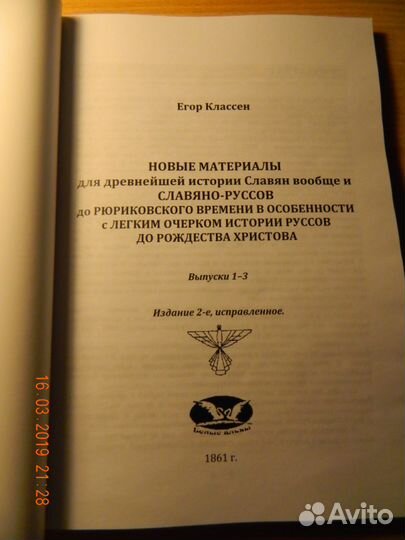 Егор Классен
НОВЫЕ МАТЕРИАЛЫ
для древнейшей истории Славян вообще и
СЛАВЯНО-РУССОВ
до РЮРИКОВСКОГО ВРЕМЕНИ В ОСОБЕННОСТИ
с ЛЕГКИМ ОЧЕРКОМ ИСТОРИИ РУССОВ
ДО РОЖДЕСТВА ХРИСТОВА
Выпуски 1–3
Издание 2-е, исправленное.
1861 г.
16.03.2019 21:28
Avito